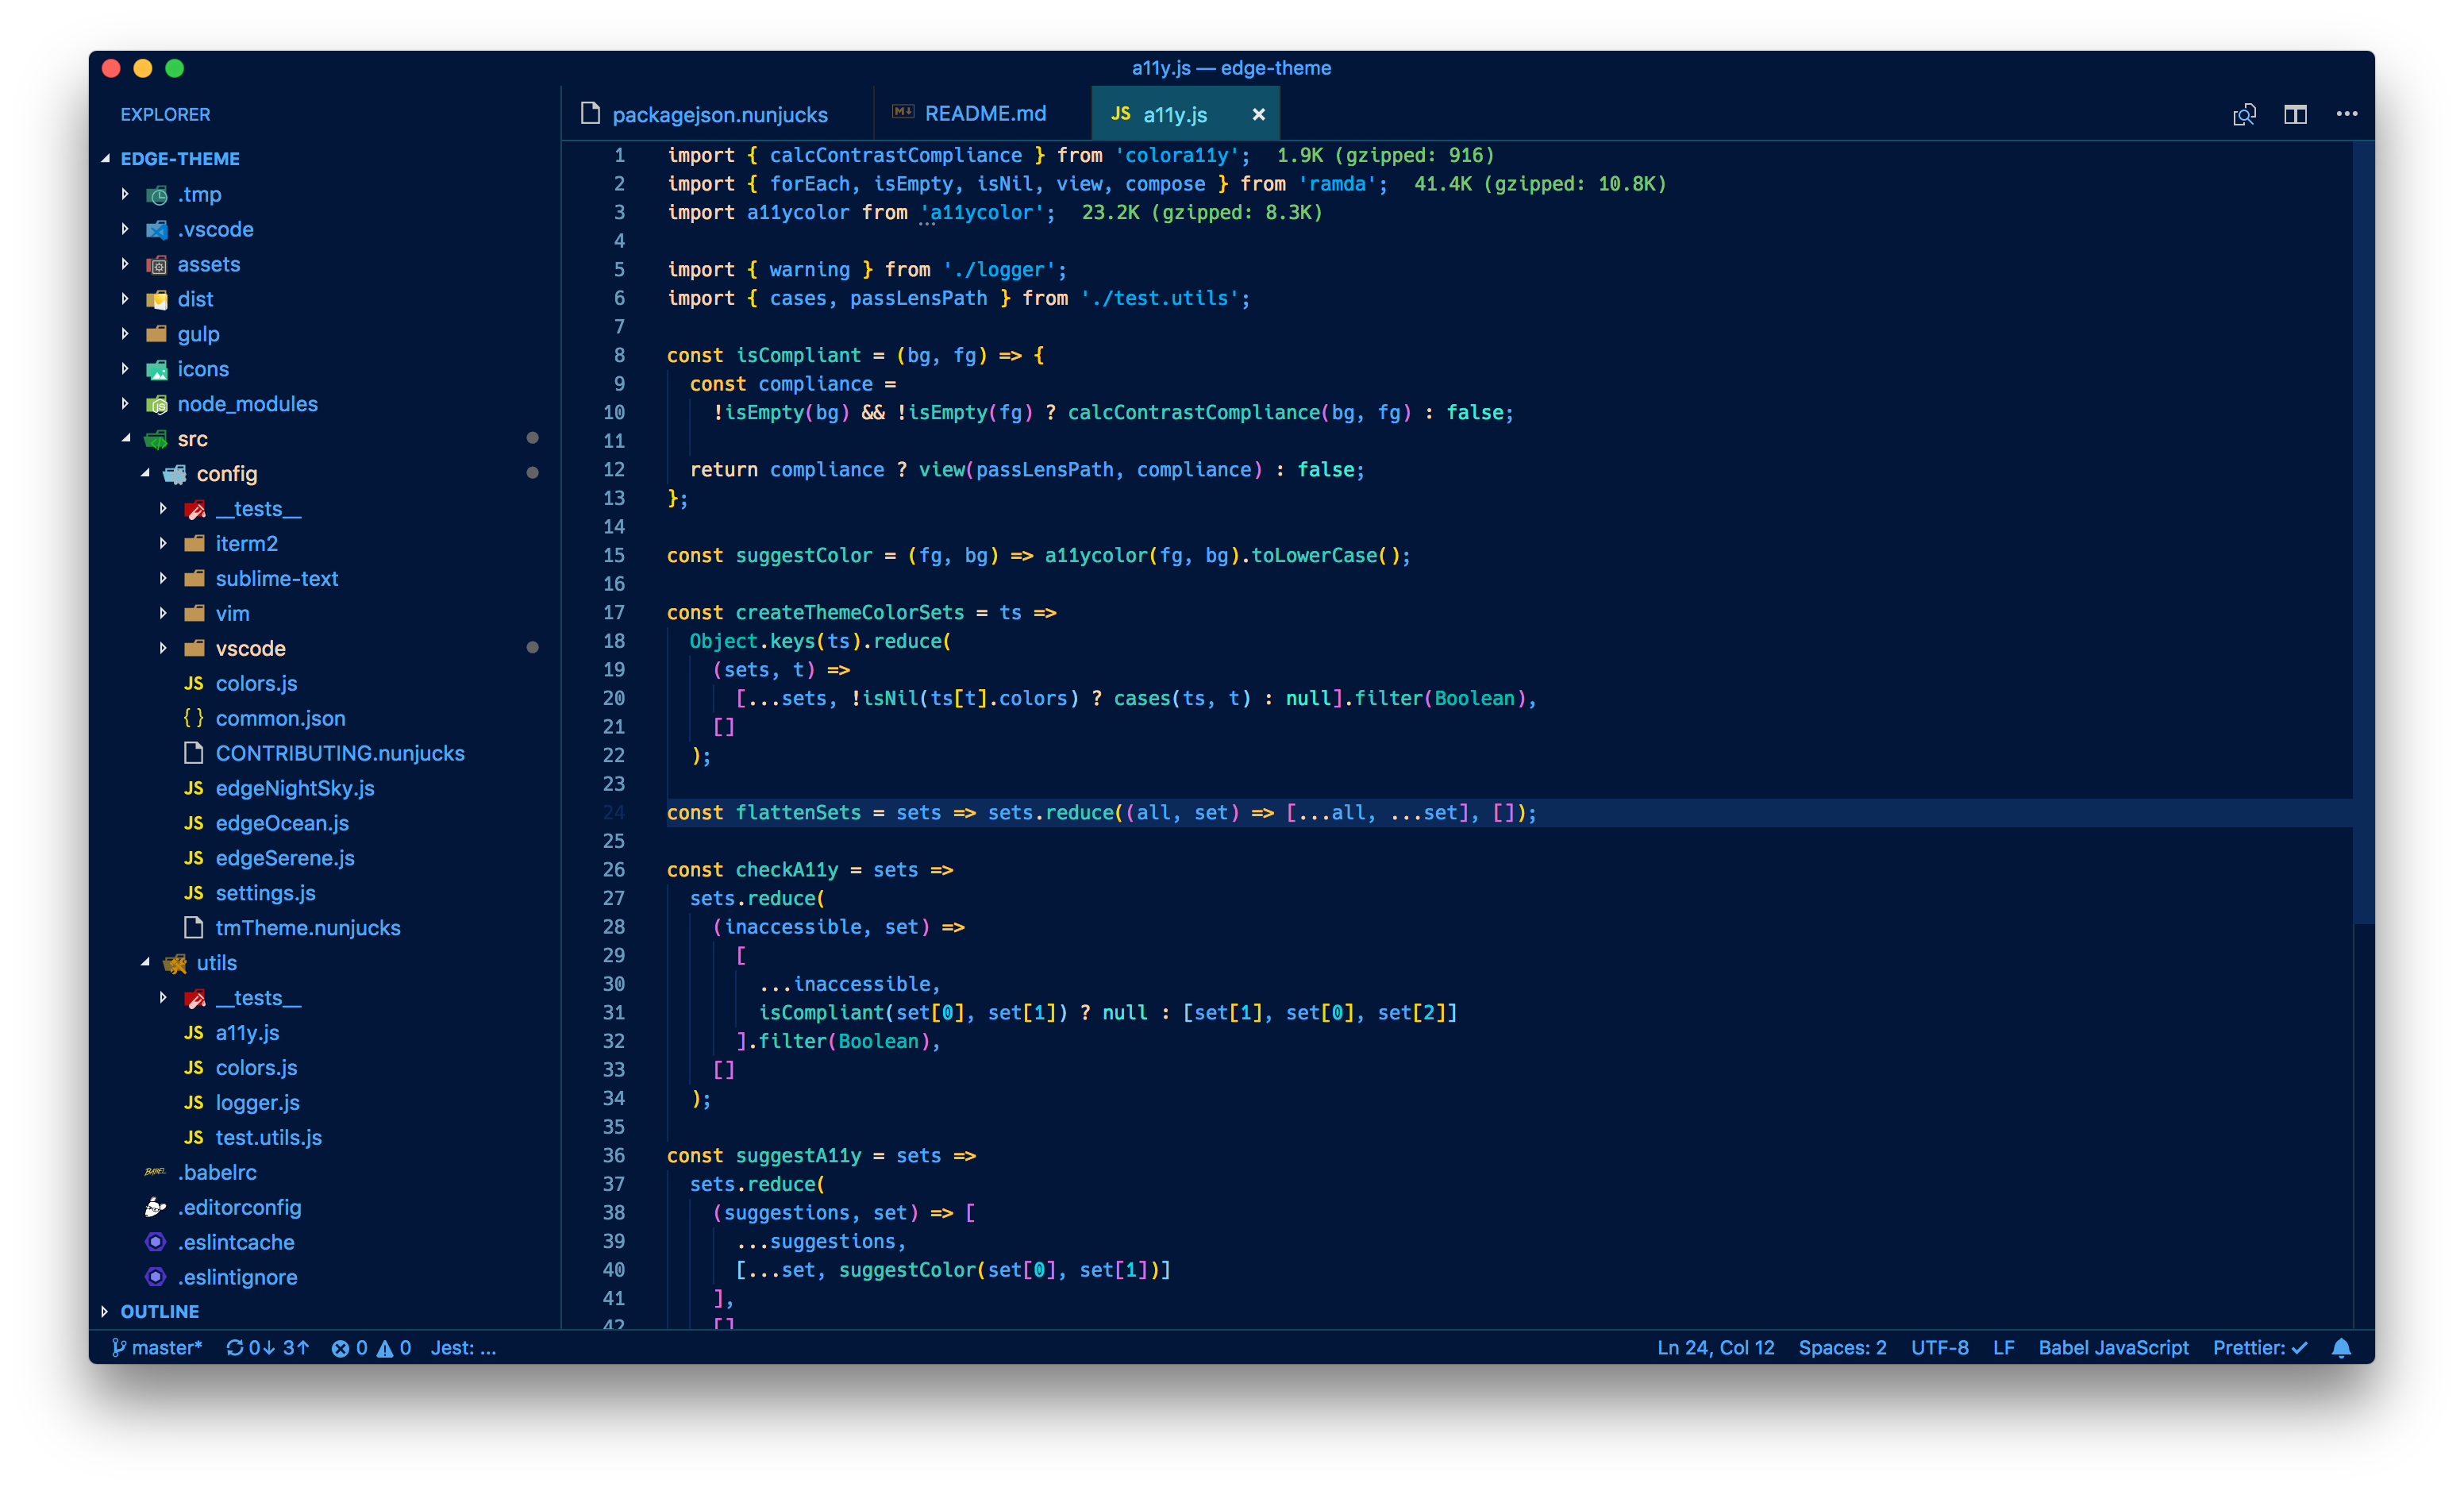 a11y.js — edge-theme
EXPLORER
EDGE-THEME
.tmp
.vscode
assets
dist
gulp
icons
node_modules
src
config
__tests__
iterm2
sublime-text
vim
vscode
JS colors.js
{} common.json
CONTRIBUTING.nunjucks
JS edgeNightSky.js
JS edgeOcean.js
JS edgeSerene.js
JS settings.js
tmTheme.nunjucks
utils
__tests__
JS a11y.js
JS colors.js
JS logger.js
JS test.utils.js
BABEL .babelrc
.editorconfig
.eslintcache
.eslintignore
OUTLINE
packagejson.nunjucks
M↓ README.md
JS a11y.js ×
1 import { calcContrastCompliance } from 'colora11y'; 1.9K (gzipped: 916)
2 import { forEach, isEmpty, isNil, view, compose } from 'ramda'; 41.4K (gzipped: 10.8K)
3 import a11ycolor from 'a11ycolor'; 23.2K (gzipped: 8.3K)
4
5 import { warning } from './logger';
6 import { cases, passLensPath } from './test.utils';
7
8 const isCompliant = (bg, fg) => {
9 const compliance =
10 !isEmpty(bg) && !isEmpty(fg) ? calcContrastCompliance(bg, fg) : false;
11
12 return compliance ? view(passLensPath, compliance) : false;
13 };
14
15 const suggestColor = (fg, bg) => a11ycolor(fg, bg).toLowerCase();
16
17 const createThemeColorSets = ts =>
18 Object.keys(ts).reduce(
19 (sets, t) =>
20 [...sets, !isNil(ts[t].colors) ? cases(ts, t) : null].filter(Boolean),
21 []
22 );
23
24 const flattenSets = sets => sets.reduce((all, set) => [...all, ...set], []);
25
26 const checkA11y = sets =>
27 sets.reduce(
28 (inaccessible, set) =>
29 [
30 ...inaccessible,
31 isCompliant(set[0], set[1]) ? null : [set[1], set[0], set[2]]
32 ].filter(Boolean),
33 []
34 );
35
36 const suggestA11y = sets =>
37 sets.reduce(
38 (suggestions, set) => [
39 ...suggestions,
40 [...set, suggestColor(set[0], set[1])]
41 ],
42 []
master* 0↓ 3↑ 0 0 Jest: ...
Ln 24, Col 12 Spaces: 2 UTF-8 LF Babel JavaScript Prettier: ✓